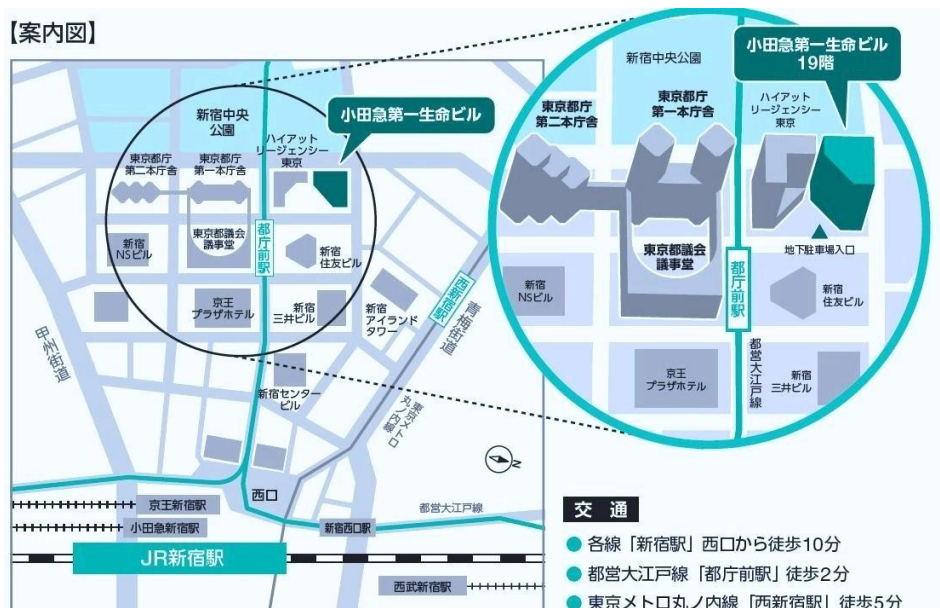 【案内図】
新宿中央
公園
小田急第一生命ビル
ハイアット
リージェンシー
東京
東京都庁
第二本庁舎
東京都庁
第一本庁舎
東京都議会
議事堂
都庁前駅
新宿
NSビル
新宿
住友ビル
京王
プラザホテル
新宿
三井ビル
新宿
アイランド
タワー
西新宿駅
青梅街道
甲州街道
新宿センター
ビル
東京メトロ
丸ノ内線
N
西口
京王新宿駅
小田急新宿駅
新宿西口駅
都営大江戸線
JR新宿駅
西武新宿駅
新宿中央公園
小田急第一生命ビル
19階
東京都庁
第二本庁舎
東京都庁
第一本庁舎
ハイアット
リージェンシー
東京
東京都議会
議事堂
地下駐車場入口
新宿
NSビル
都庁前駅
新宿
住友ビル
都営大江戸線
京王
プラザホテル
新宿
三井ビル
交通
●各線「新宿駅」西口から徒歩10分
●都営大江戸線「都庁前駅」徒歩2分
●東京メトロ丸ノ内線「西新宿駅」徒歩5分